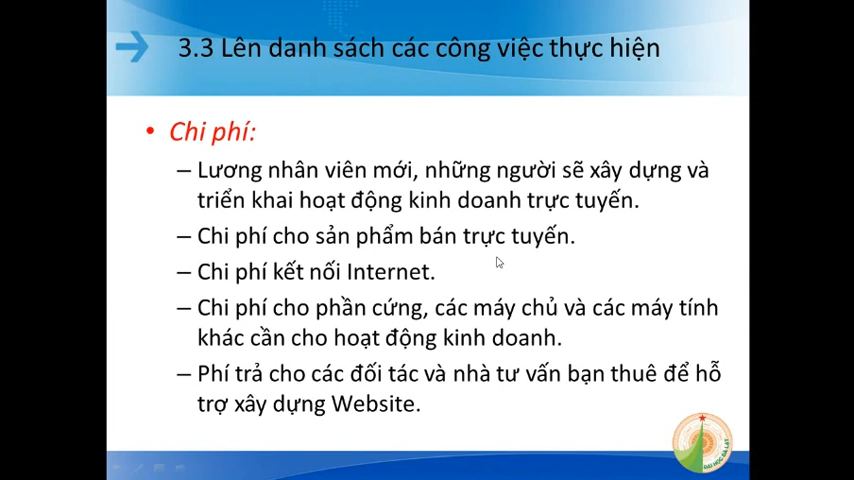 3.3 Lên danh sách các công việc thực hiện
• Chi phí:
– Lương nhân viên mới, những người sẽ xây dựng và
triển khai hoạt động kinh doanh trực tuyến.
– Chi phí cho sản phẩm bán trực tuyến.
– Chi phí kết nối Internet.
– Chi phí cho phần cứng, các máy chủ và các máy tính
khác cần cho hoạt động kinh doanh.
– Phí trả cho các đối tác và nhà tư vấn bạn thuê để hỗ
trợ xây dựng Website.
ĐẠI HỌC ĐÀ LẠT